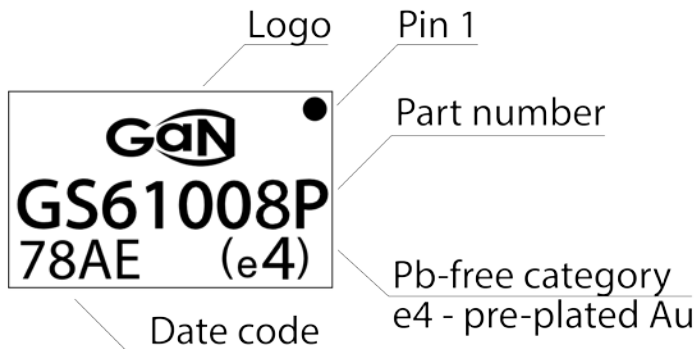 Logo
Pin 1
GaN
Part number
GS61008P
78AE (e4)
Pb-free category
e4 - pre-plated Au
Date code